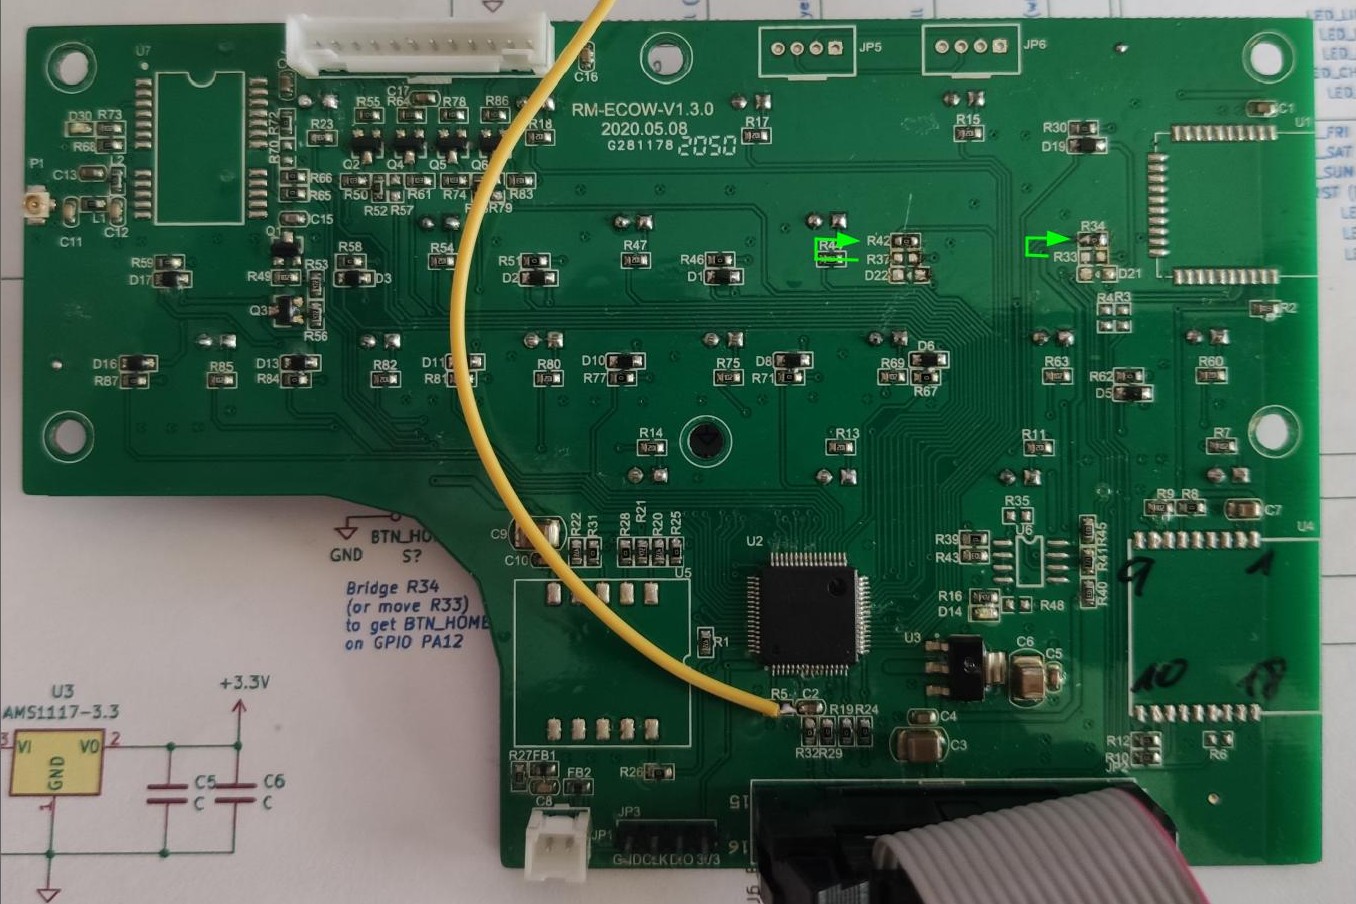 U7
C16
JP5
JP6
RM-ECOW-V1.3.0
2020.05.08
G281178 2050
C1
U1
C17
R55
R64
R78
R86
R18
R17
R15
R30
D19
D30
R73
R68
R72
R70
R23
Q2
Q4
Q5
P1
C13
L2
R66
R65
R50
R61
R74
R83
R52
R57
R79
L1
C11
C12
C15
R59
D17
R49
R53
R58
D3
R54
R51
D2
R47
R46
R42
R37
D22
R34
R33
D21
Q3
R56
R4
R3
R2
D16
R87
R85
D13
R84
R82
D11
R81
R80
D10
R77
R75
D8
R71
R69
D6
R67
R63
R62
D5
R60
R14
R13
R11
R7
C9
C10
R22
R31
R28
R21
R20
R25
U5
U2
R35
U6
R39
R43
R45
R41
R40
R9
R8
C7
U4
9
1
10
18
R16
D14
R48
R1
U3
C6
C5
R5
C2
R19
R24
R32
R29
C4
C3
R12
R10
R6
R27
FB1
FB2
C8
R26
JP1
JP3
GNDCLKDIO 3V3
15
16
GND
S?
Bridge R34
(or move R33)
to get BTN_HOME
on GPIO PA12
U3
AMS1117-3.3
+3.3V
3
VI
VO
2
GND
1
C5
C
C6
C
_FRI
_SAT
_SUN